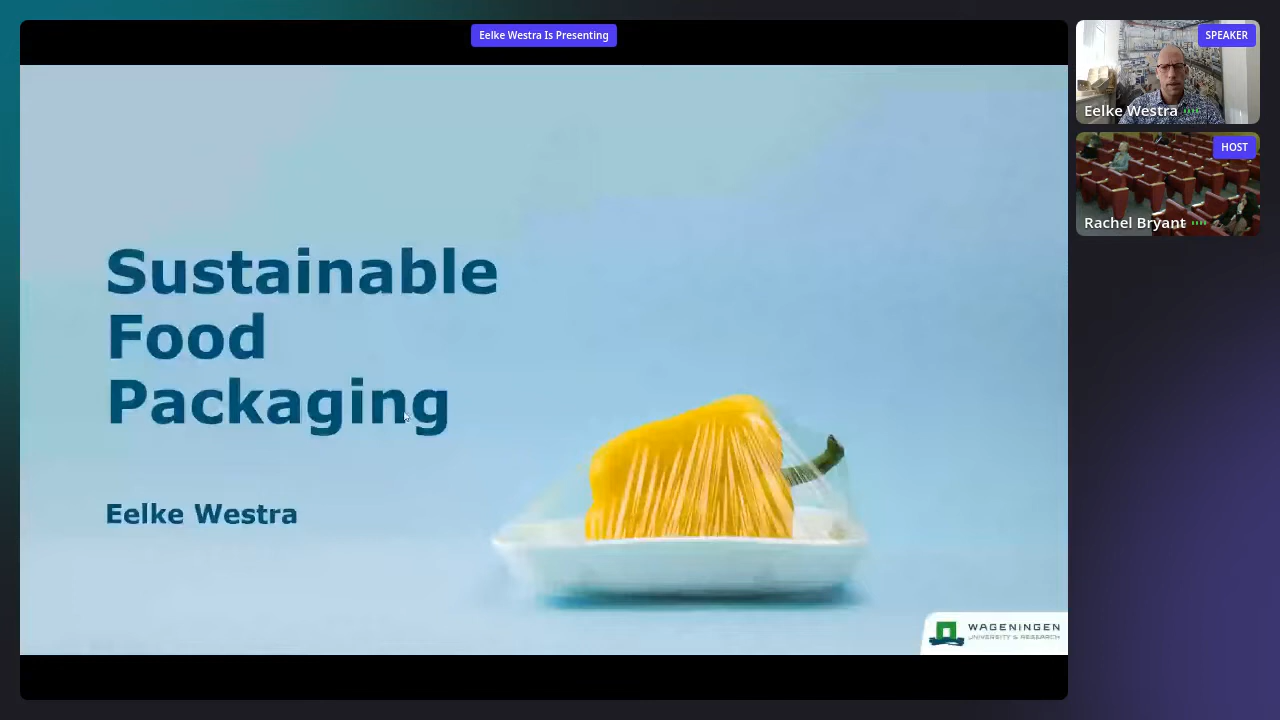 Eelke Westra Is Presenting
SPEAKER
Eelke Westra
HOST
Rachel Bryant
Sustainable
Food
Packaging
Eelke Westra
WAGENINGEN
UNIVERSITY & RESEARCH